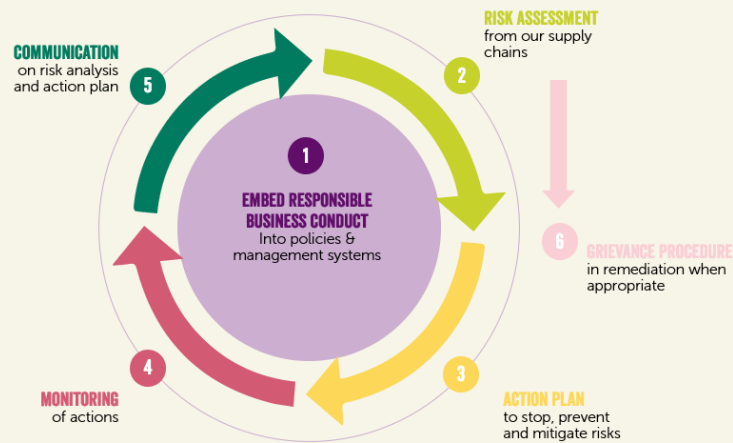 1
EMBED RESPONSIBLE
BUSINESS CONDUCT
Into policies &
management systems
2
RISK ASSESSMENT
from our supply
chains
3
ACTION PLAN
to stop, prevent
and mitigate risks
4
MONITORING
of actions
5
COMMUNICATION
on risk analysis
and action plan
6
GRIEVANCE PROCEDURE
in remediation when
appropriate